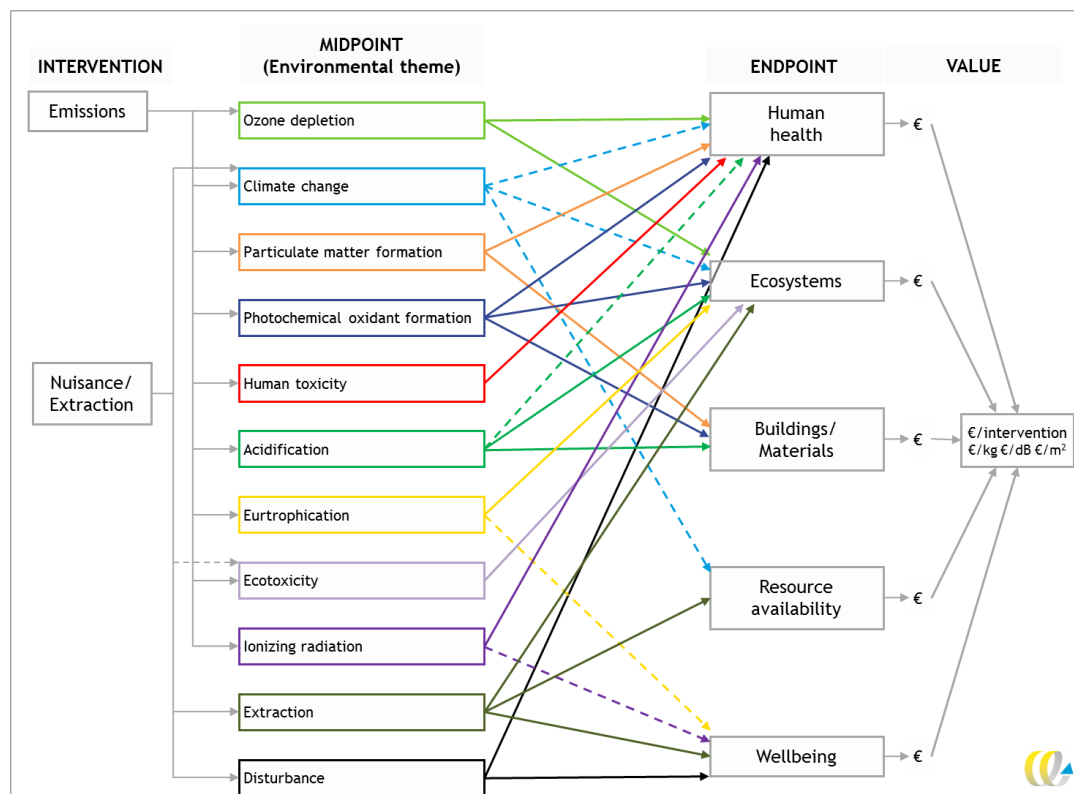 INTERVENTION
MIDPOINT
(Environmental theme)
ENDPOINT
VALUE
Emissions
Nuisance/
Extraction
Ozone depletion
Climate change
Particulate matter formation
Photochemical oxidant formation
Human toxicity
Acidification
Eurtrophication
Ecotoxicity
Ionizing radiation
Extraction
Disturbance
Human
health
€
Ecosystems
€
Buildings/
Materials
€
Resource
availability
€
Wellbeing
€
€/intervention
€/kg €/dB €/m²